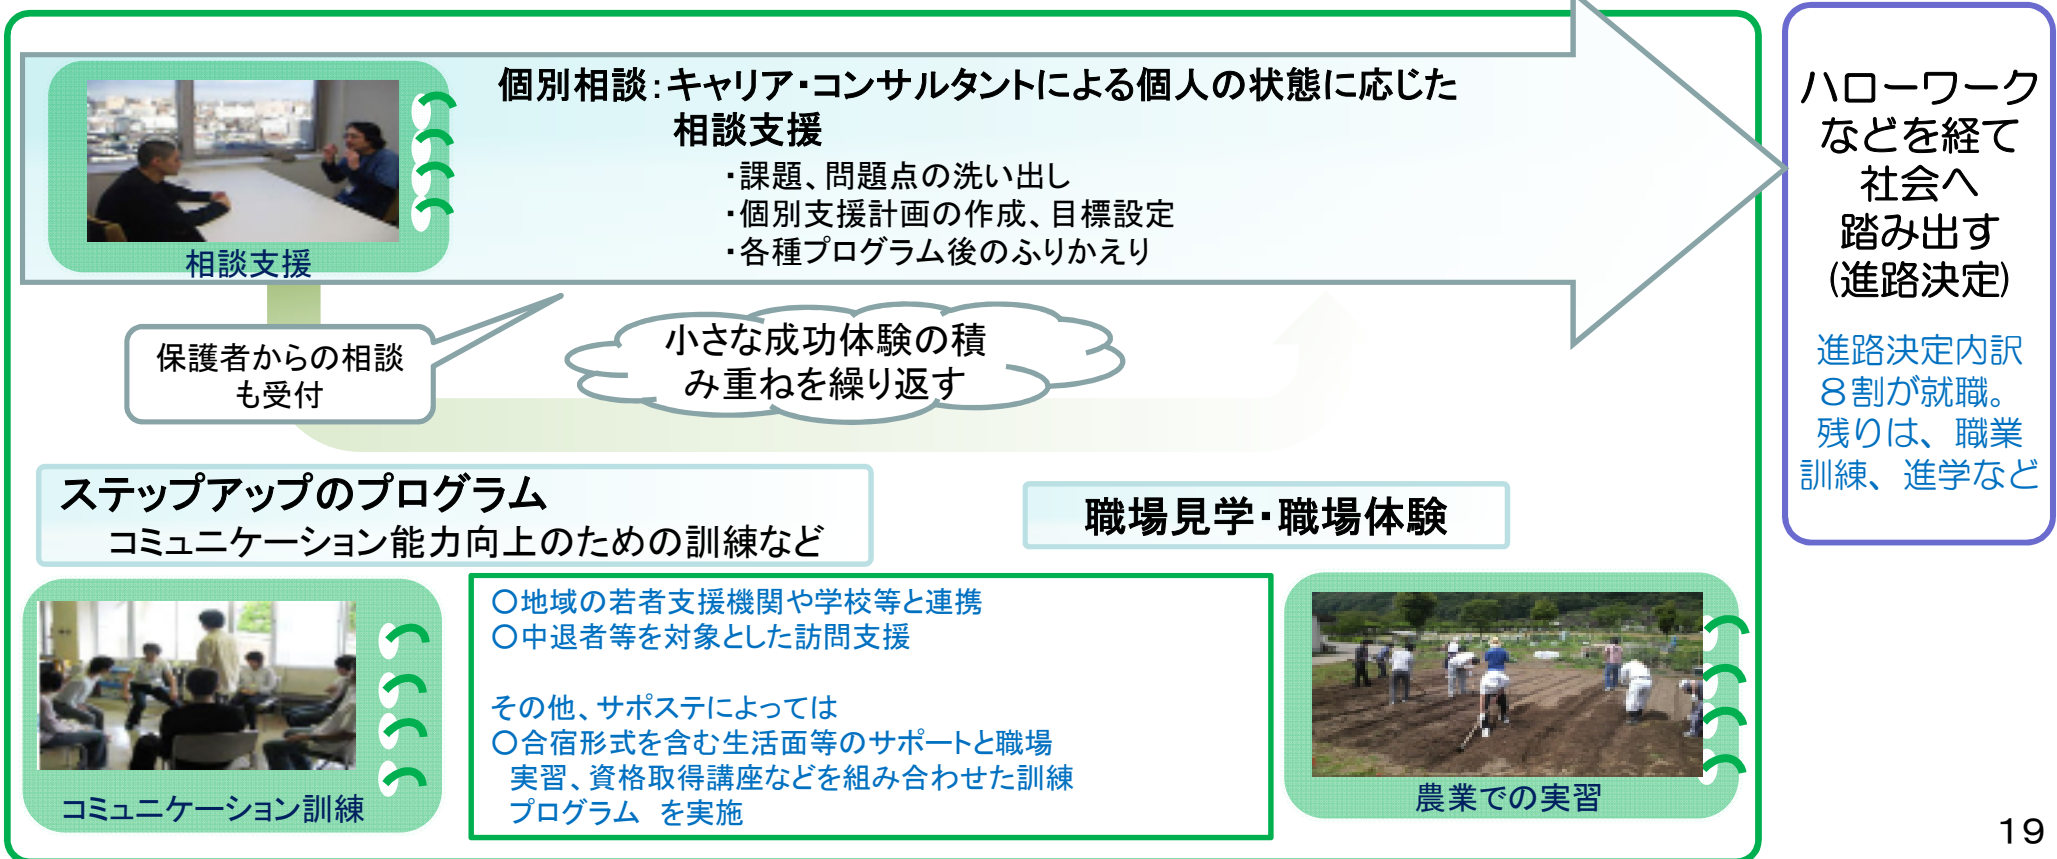 個別相談：キャリア・コンサルタントによる個人の状態に応じた
相談支援
・課題、問題点の洗い出し
・個別支援計画の作成、目標設定
・各種プログラム後のふりかえり
相談支援
保護者からの相談
も受付
小さな成功体験の積
み重ねを繰り返す
ステップアップのプログラム
コミュニケーション能力向上のための訓練など
職場見学・職場体験
コミュニケーション訓練
〇地域の若者支援機関や学校等と連携
〇中退者等を対象とした訪問支援
その他、サポステによっては
〇合宿形式を含む生活面等のサポートと職場
実習、資格取得講座などを組み合わせた訓練
プログラム を実施
農業での実習
ハローワーク
などを経て
社会へ
踏み出す
(進路決定)
進路決定内訳
８割が就職。
残りは、職業
訓練、進学など
19